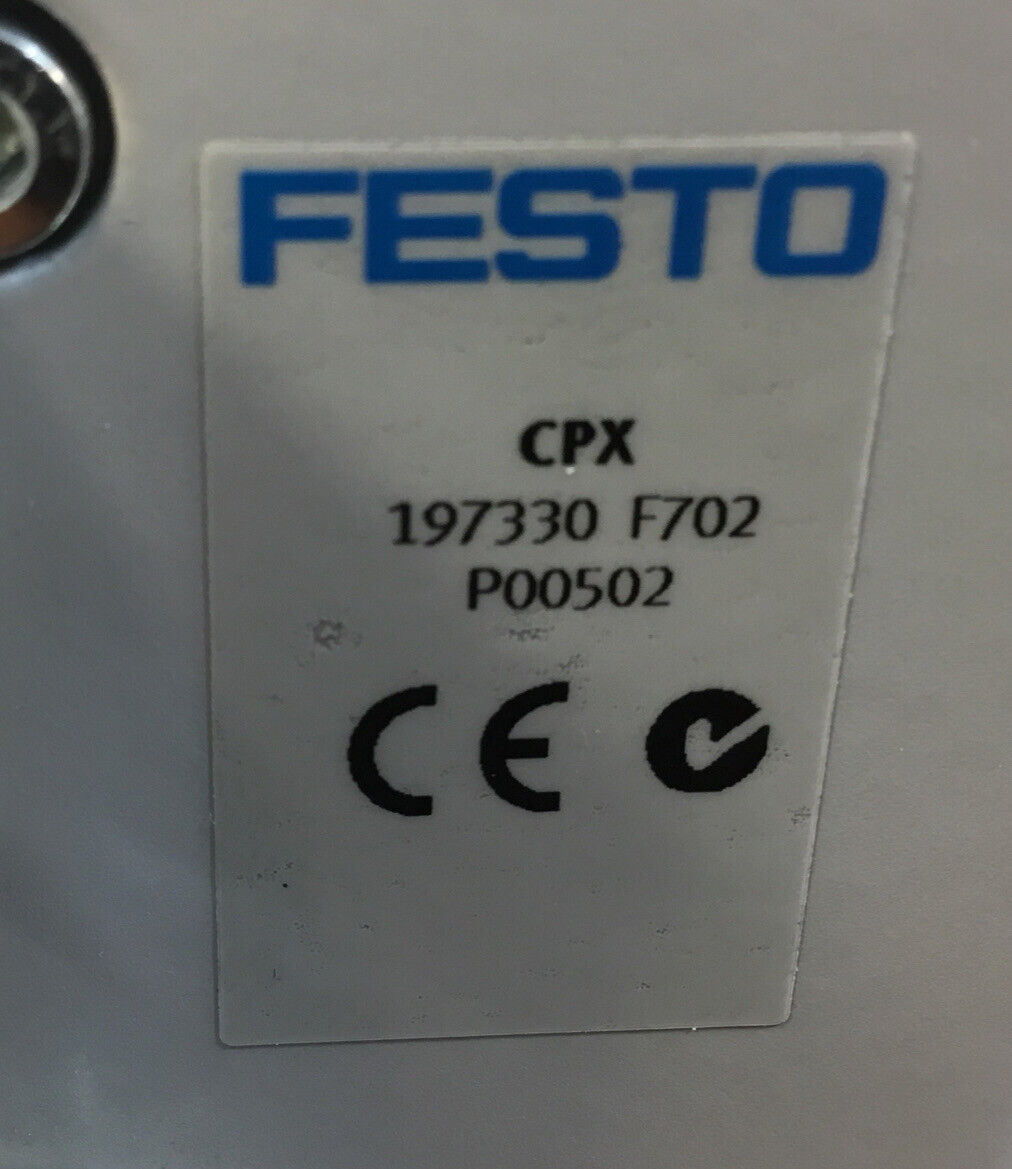 FESTO
CPX
197330 F702
P00502
CE